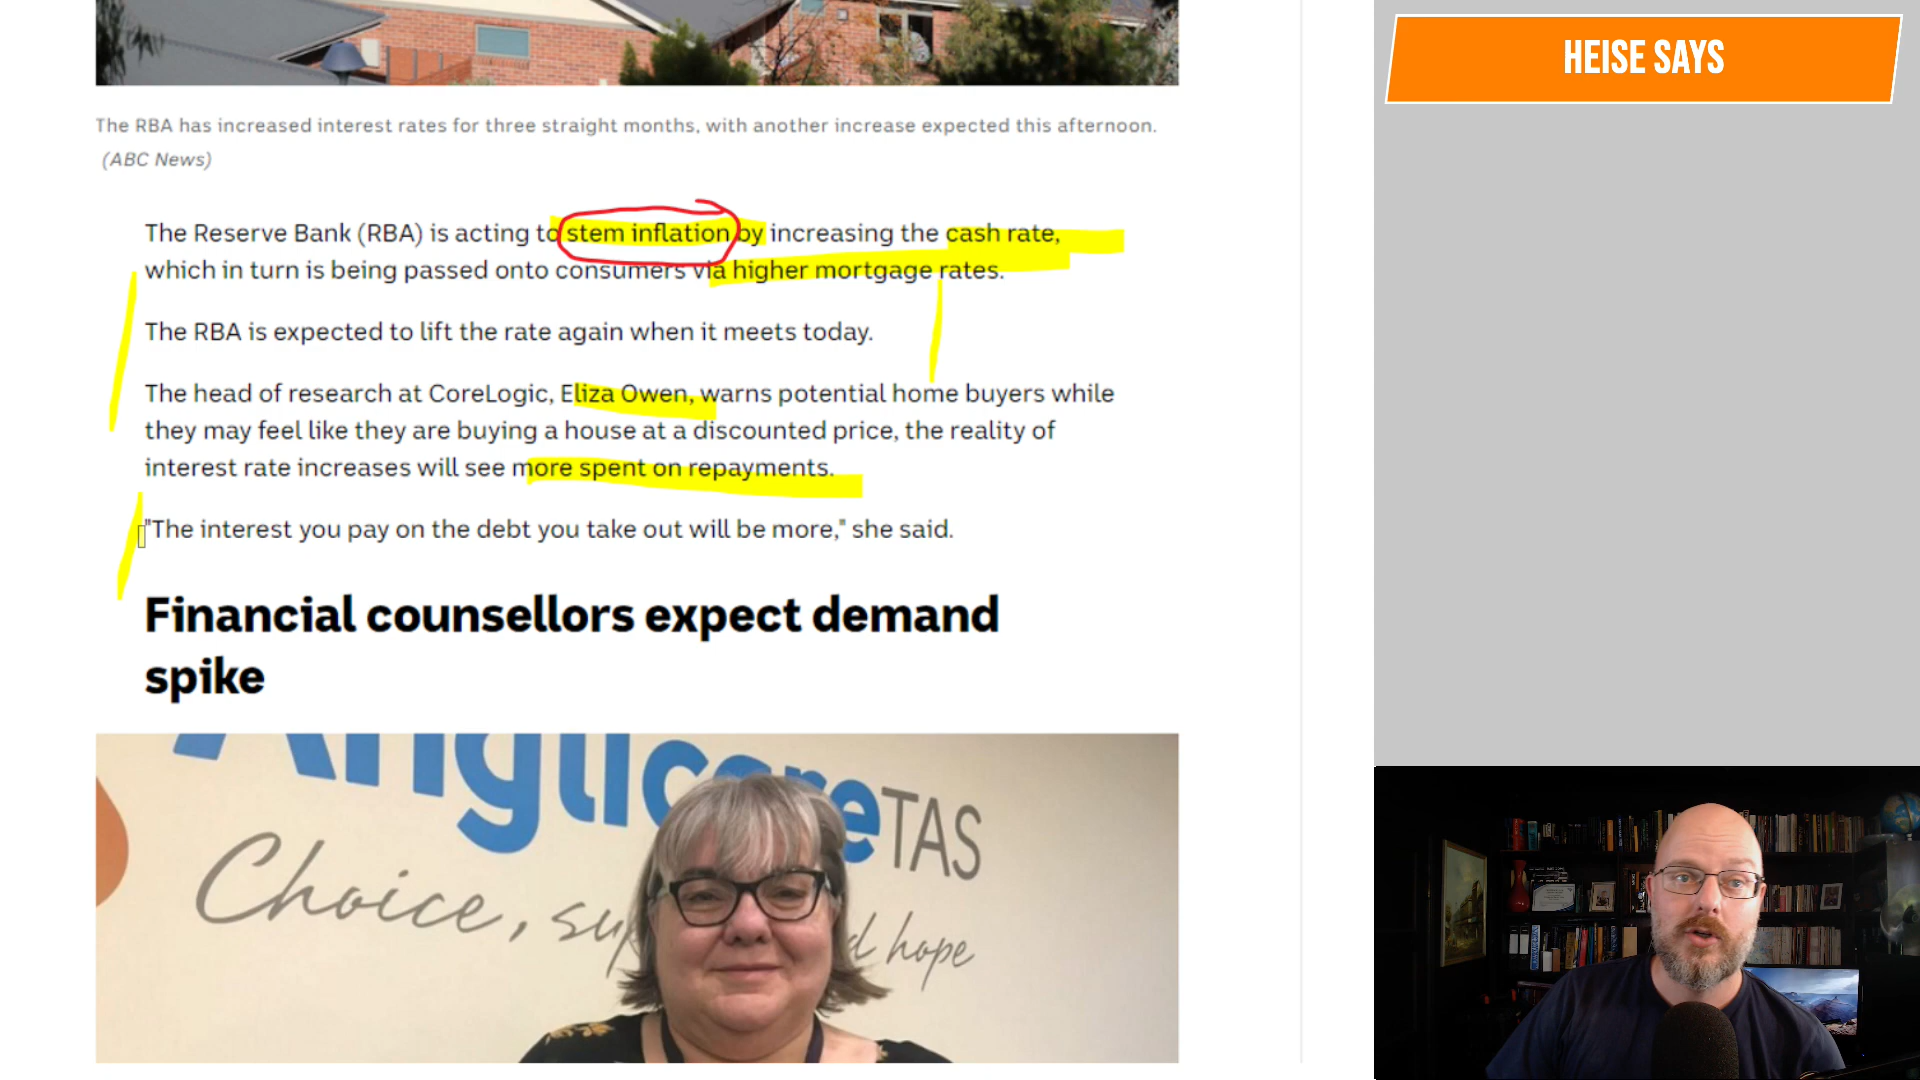 HEISE SAYS
The RBA has increased interest rates for three straight months, with another increase expected this afternoon.
(ABC News)
The Reserve Bank (RBA) is acting to stem inflation by increasing the cash rate,
which in turn is being passed onto consumers via higher mortgage rates.
The RBA is expected to lift the rate again when it meets today.
The head of research at CoreLogic, Eliza Owen, warns potential home buyers while
they may feel like they are buying a house at a discounted price, the reality of
interest rate increases will see more spent on repayments.
"The interest you pay on the debt you take out will be more," she said.
Financial counsellors expect demand
spike
TAS
Choice,
hope